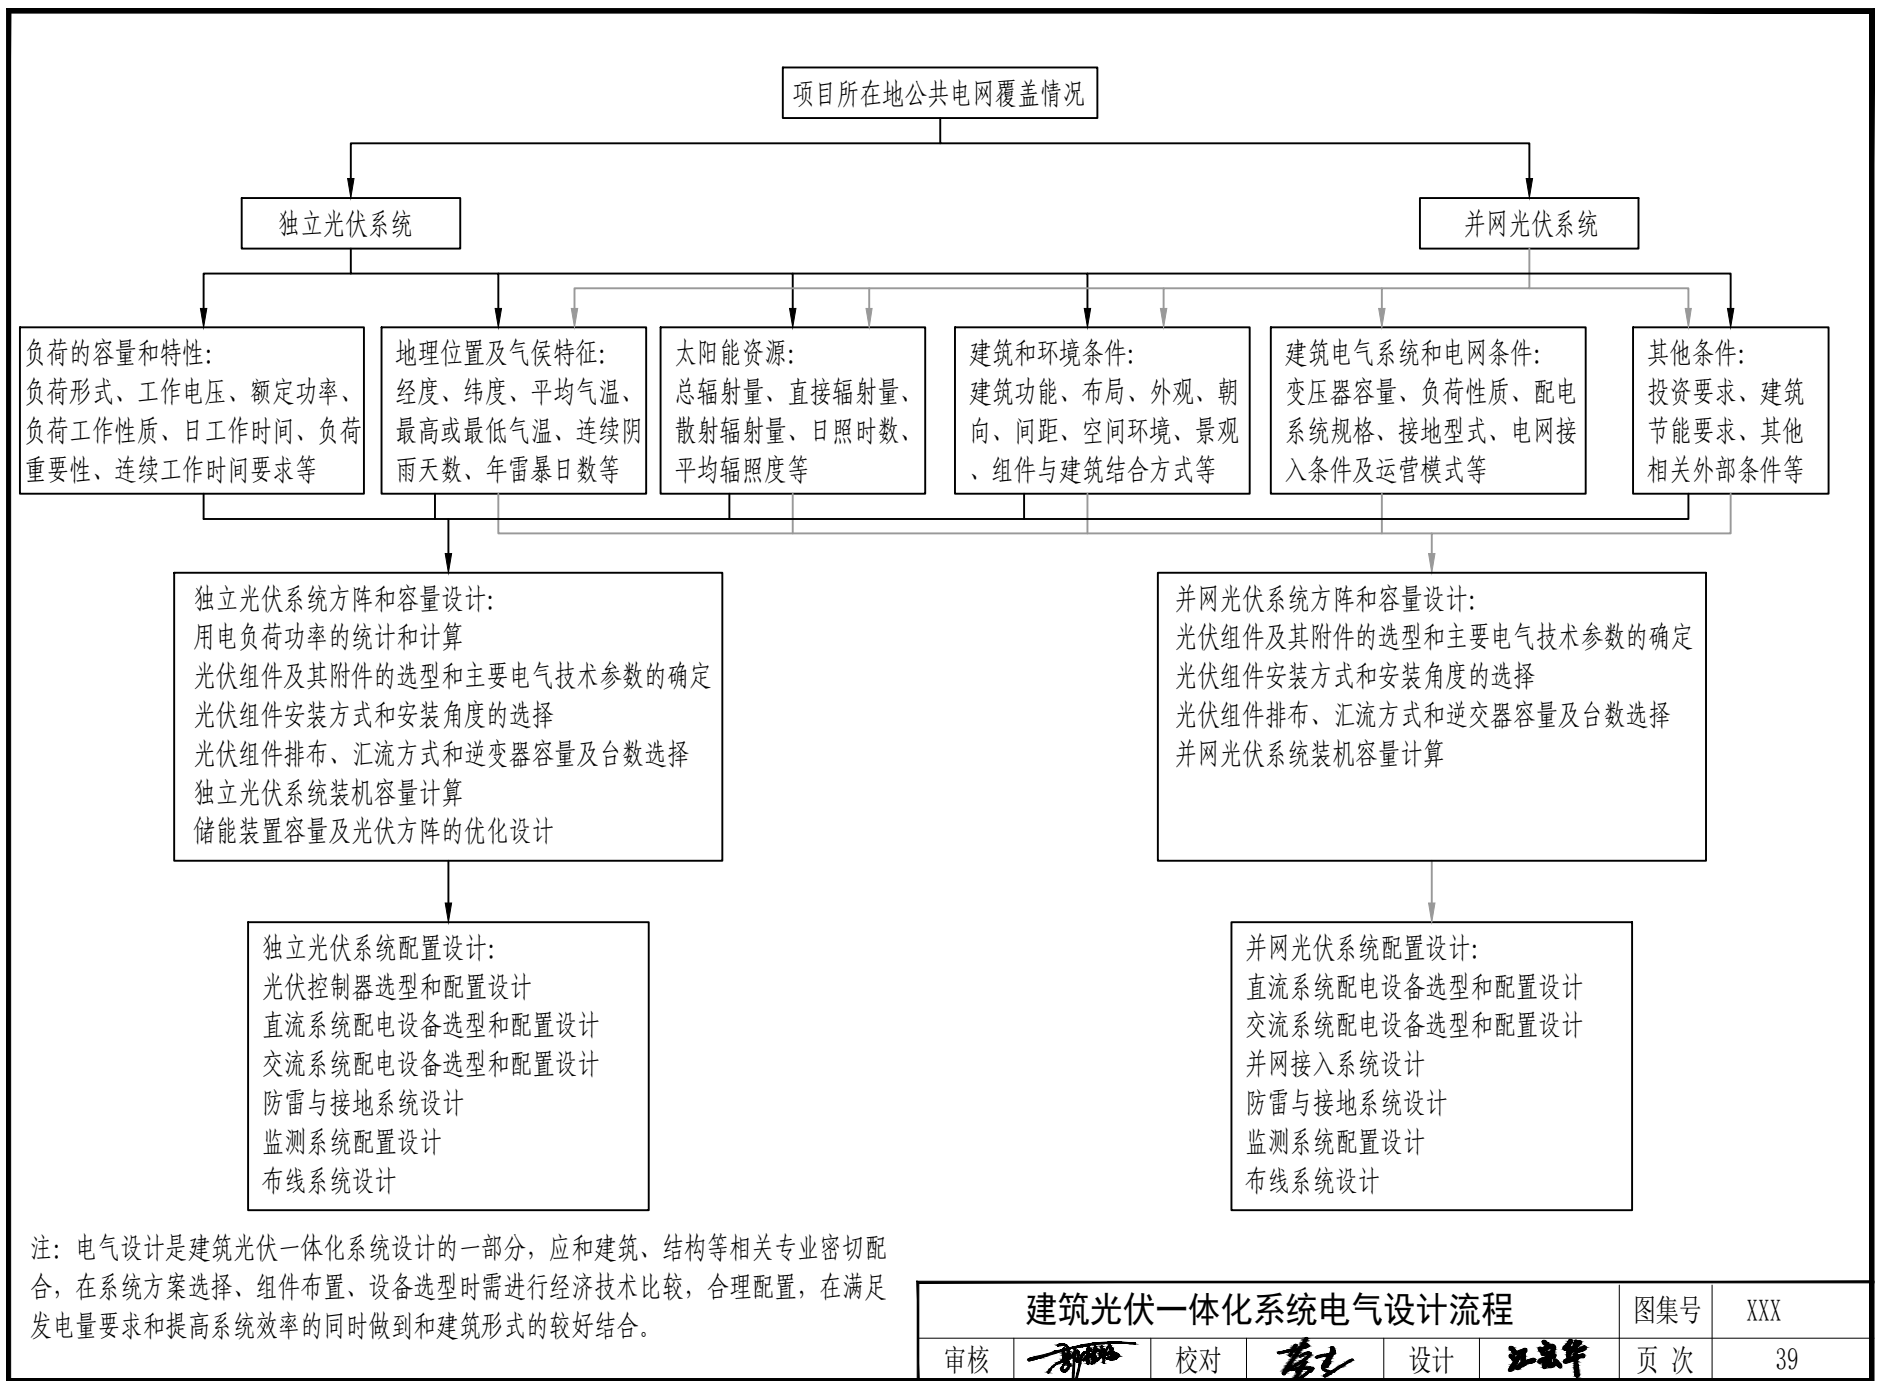 项目所在地公共电网覆盖情况
独立光伏系统
并网光伏系统
负荷的容量和特性:
负荷形式、工作电压、额定功率、
负荷工作性质、日工作时间、负荷
重要性、连续工作时间要求等
地理位置及气侯特征:
经度、纬度、平均气温、
最高或最低气温、连续阴
雨天数、年雷暴日数等
太阳能资源:
总辐射量、直接辐射量、
散射辐射量、日照时数、
平均辐照度等
建筑和环境条件:
建筑功能、布局、外观、朝
向、间距、空间环境、景观
、组件与建筑结合方式等
建筑电气系统和电网条件:
变压器容量、负荷性质、配电
系统规格、接地型式、电网接
入条件及运营模式等
其他条件:
投资要求、建筑
节能要求、其他
相关外部条件等
独立光伏系统方阵和容量设计:
用电负荷功率的统计和计算
光伏组件及其附件的选型和主要电气技术参数的确定
光伏组件安装方式和安装角度的选择
光伏组件排布、汇流方式和逆变器容量及台数选择
独立光伏系统装机容量计算
储能装置容量及光伏方阵的优化设计
并网光伏系统方阵和容量设计:
光伏组件及其附件的选型和主要电气技术参数的确定
光伏组件安装方式和安装角度的选择
光伏组件排布、汇流方式和逆交器容量及台数选择
并网光伏系统装机容量计算
独立光伏系统配置设计:
光伏控制器选型和配置设计
直流系统配电设备选型和配置设计
交流系统配电设备选型和配置设计
防雷与接地系统设计
监测系统配置设计
布线系统设计
并网光伏系统配置设计:
直流系统配电设备选型和配置设计
交流系统配电设备选型和配置设计
并网接入系统设计
防雷与接地系统设计
监测系统配置设计
布线系统设计
注: 电气设计是建筑光伏一体化系统设计的一部分, 应和建筑、结构等相关专业密切配
合, 在系统方案选择、组件布置、设备选型时需进行经济技术比较, 合理配置, 在满足
发电量要求和提高系统效率的同时做到和建筑形式的较好结合。
建筑光伏一体化系统电气设计流程
图集号 XXX
审核 校对 设计 页 次 39